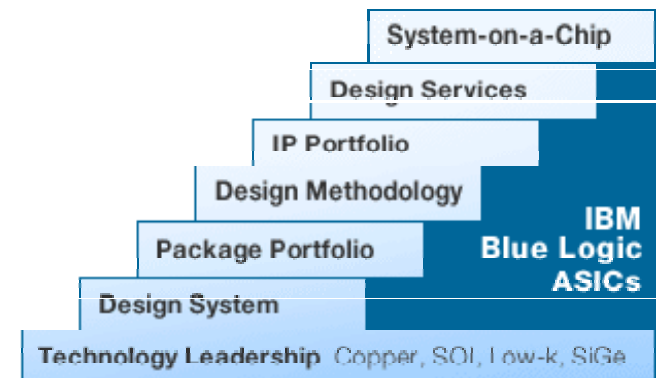 System-on-a-Chip
Design Services
IP Portfolio
Design Methodology
IBM
Package Portfolio
Blue Logic
ASICs
Design System
Technology Leadership Copper, SOI, Low-k, SiGe